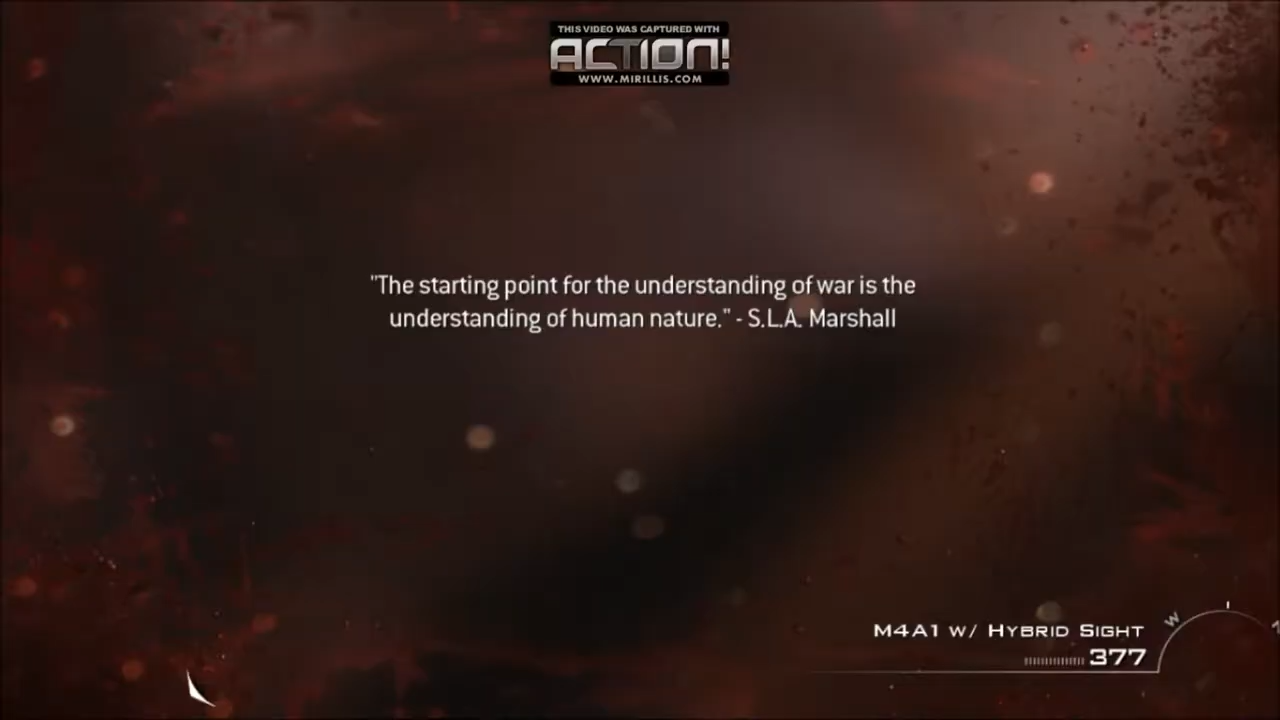 THIS VIDEO WAS CAPTURED WITH
ACTION!
WWW.MIRILLIS.COM
"The starting point for the understanding of war is the
understanding of human nature." - S.L.A. Marshall
M4A1 W/ HYBRID SIGHT
377
W